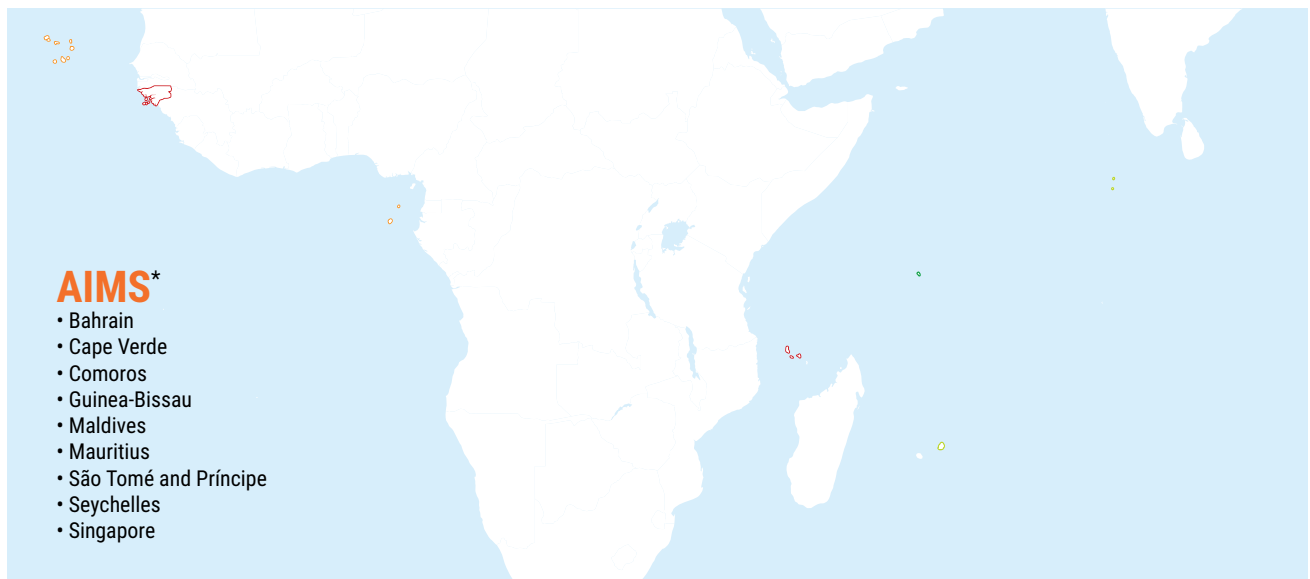 AIMS*
• Bahrain
• Cape Verde
• Comoros
• Guinea-Bissau
• Maldives
• Mauritius
• São Tomé and Príncipe
• Seychelles
• Singapore